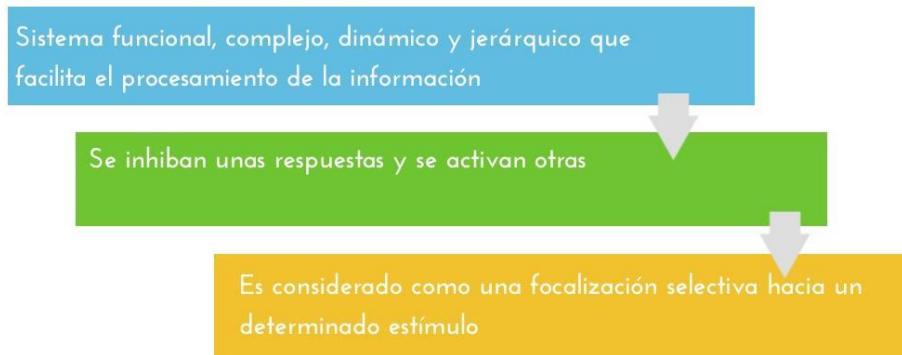 Sistema funcional, complejo, dinámico y jerárquico que
facilita el procesamiento de la información
Se inhiban unas respuestas y se activan otras
Es considerado como una focalización selectiva hacia un
determinado estímulo